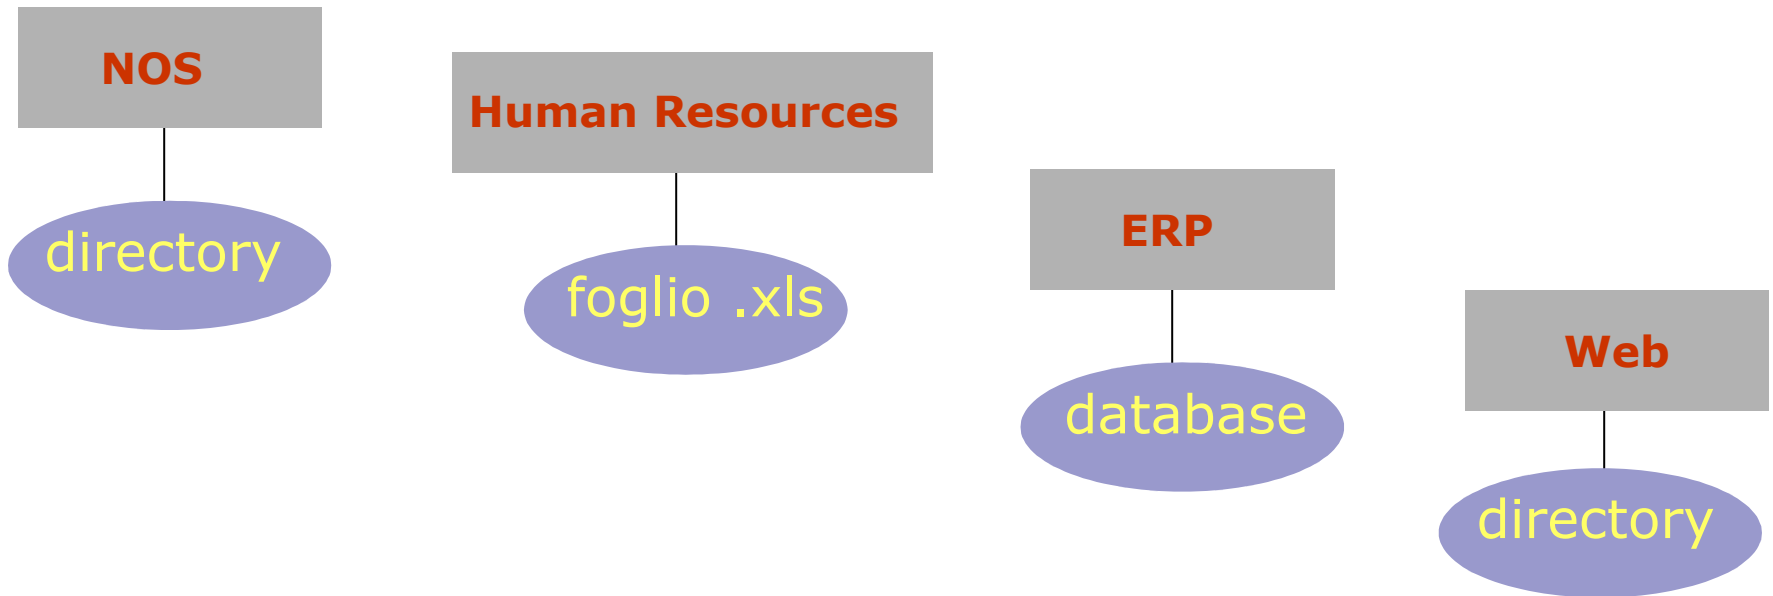 NOS
directory
Human Resources
foglio .xls
ERP
database
Web
directory